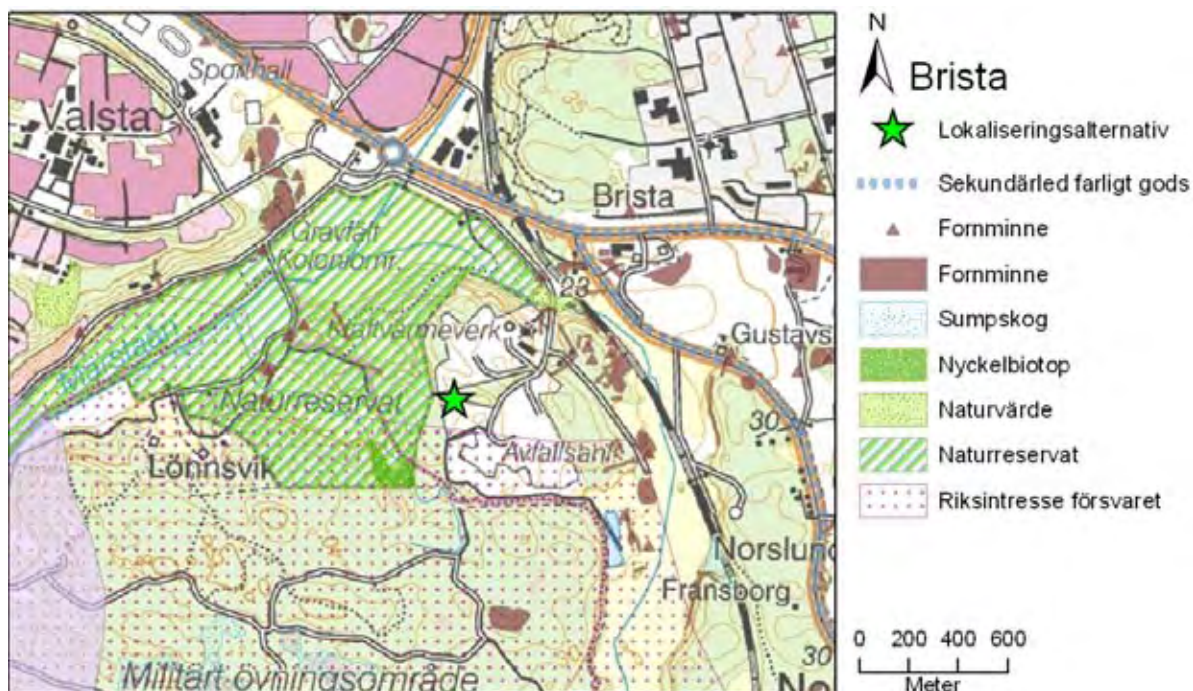 Sporthall
Valsta
Gravfält
Koloniomr.
Brista
23
Kraftvärmeverk
Gustavs
Märstaån
Naturreservat
30
Lönnsvik
Avfallsanl
Norslund
Fransborg
30
Militärt övningsområde
No
N
Brista
Lokaliseringsalternativ
Sekundärled farligt gods
Fornminne
Fornminne
Sumpskog
Nyckelbiotop
Naturvärde
Naturreservat
Riksintresse försvaret
0 200 400 600
Meter